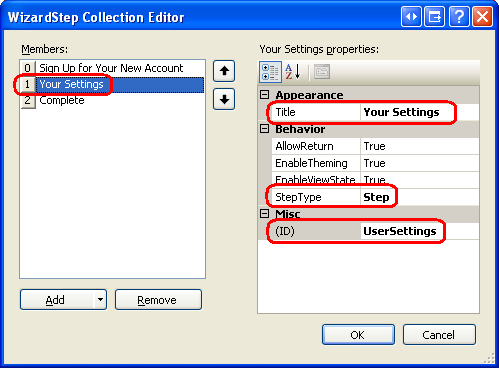 WizardStep Collection Editor
Members:
0 Sign Up for Your New Account
1 Your Settings
2 Complete
Add
Remove
Your Settings properties:
Appearance
Title Your Settings
Behavior
AllowReturn True
EnableTheming True
EnableViewState True
StepType Step
Misc
(ID) UserSettings
OK
Cancel